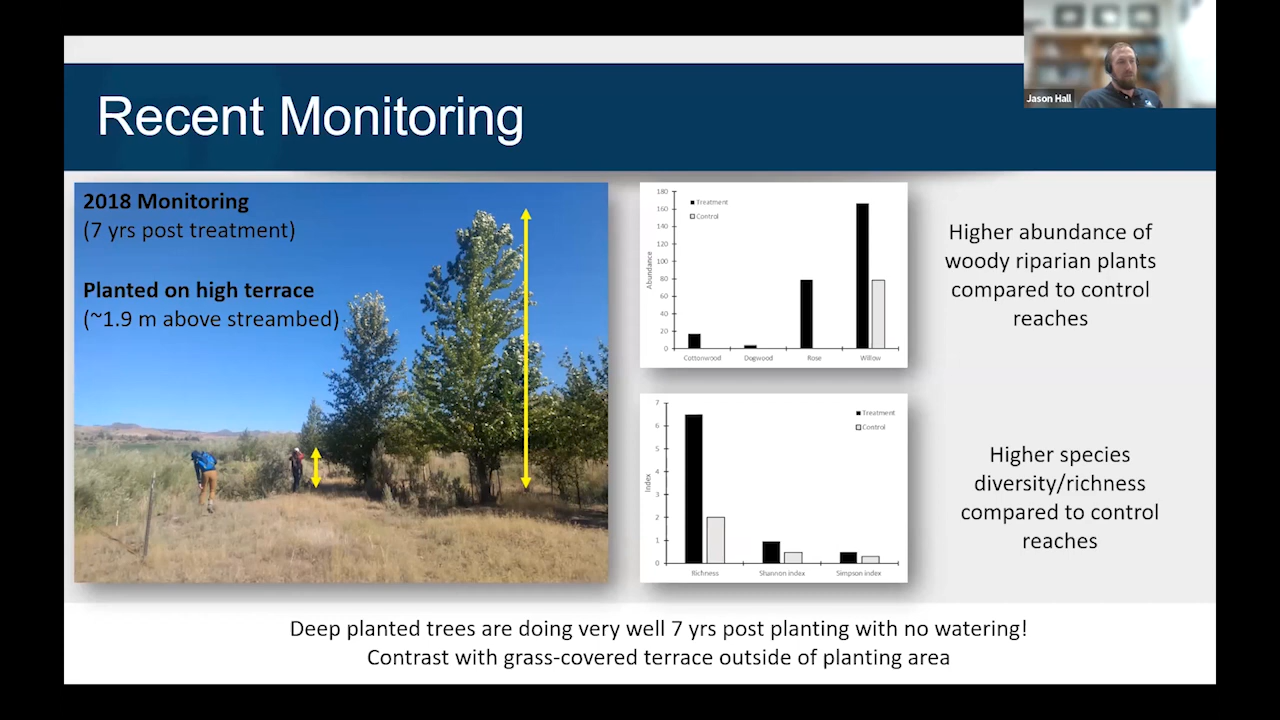 Jason Hall
Recent Monitoring
2018 Monitoring
(7 yrs post treatment)
Planted on high terrace
(~1.9 m above streambed)
Abundance
180
160
140
120
100
80
60
40
20
0
Treatment
Control
Cottonwood
Dogwood
Rose
Willow
Higher abundance of
woody riparian plants
compared to control
reaches
Index
7
6
5
4
3
2
1
0
Treatment
Control
Richness
Shannon index
Simpson index
Higher species
diversity/richness
compared to control
reaches
Deep planted trees are doing very well 7 yrs post planting with no watering!
Contrast with grass-covered terrace outside of planting area